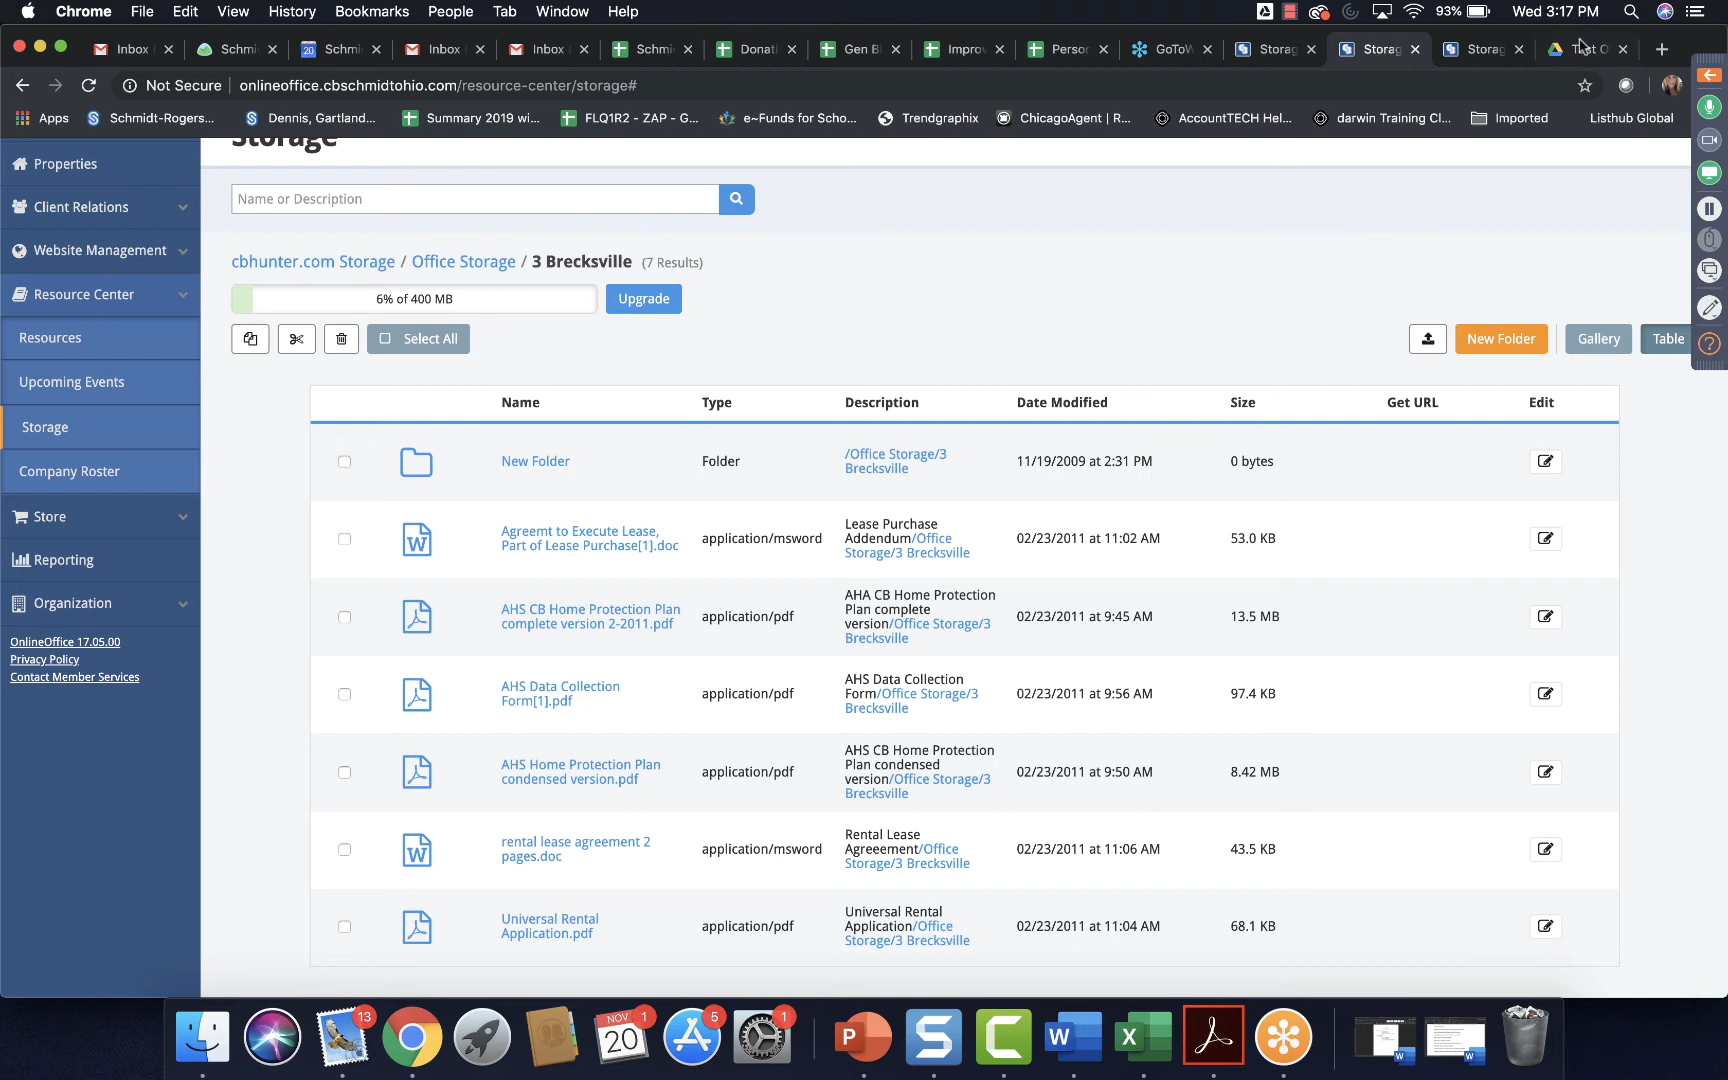 Chrome File Edit View History Bookmarks People Tab Window Help 93% Wed 3:17 PM
Inbox Schmi 20 Schmi Inbox Inbox Schmi Donati Gen Bl Improv Person GoToW Storag Storag Storag
Not Secure onlineoffice.cbschmidtohio.com/resource-center/storage#
Apps Schmidt-Rogers... Dennis, Gartland... Summary 2019 wi... FLQ1R2 - ZAP - G... e~Funds for Scho... Trendgraphix ChicagoAgent | R... AccountTECH Hel... darwin Training Cl... Imported Listhub Global
Storage
Properties
Client Relations
Website Management
Resource Center
Resources
Upcoming Events
Storage
Company Roster
Store
Reporting
Organization
OnlineOffice 17.05.00
Privacy Policy
Contact Member Services
Name or Description
cbhunter.com Storage / Office Storage / 3 Brecksville (7 Results)
6% of 400 MB Upgrade
Select All New Folder Gallery Table
Name Type Description Date Modified Size Get URL Edit
New Folder Folder /Office Storage/3 Brecksville 11/19/2009 at 2:31 PM 0 bytes
Agreemt to Execute Lease, Part of Lease Purchase[1].doc application/msword Lease Purchase Addendum/Office Storage/3 Brecksville 02/23/2011 at 11:02 AM 53.0 KB
AHS CB Home Protection Plan complete version 2-2011.pdf application/pdf AHA CB Home Protection Plan complete version/Office Storage/3 Brecksville 02/23/2011 at 9:45 AM 13.5 MB
AHS Data Collection Form[1].pdf application/pdf AHS Data Collection Form/Office Storage/3 Brecksville 02/23/2011 at 9:56 AM 97.4 KB
AHS Home Protection Plan condensed version.pdf application/pdf AHS CB Home Protection Plan condensed version/Office Storage/3 Brecksville 02/23/2011 at 9:50 AM 8.42 MB
rental lease agreement 2 pages.doc application/msword Rental Lease Agreeement/Office Storage/3 Brecksville 02/23/2011 at 11:06 AM 43.5 KB
Universal Rental Application.pdf application/pdf Universal Rental Application/Office Storage/3 Brecksville 02/23/2011 at 11:04 AM 68.1 KB
13 NOV 20 1 5 1 P S C W X